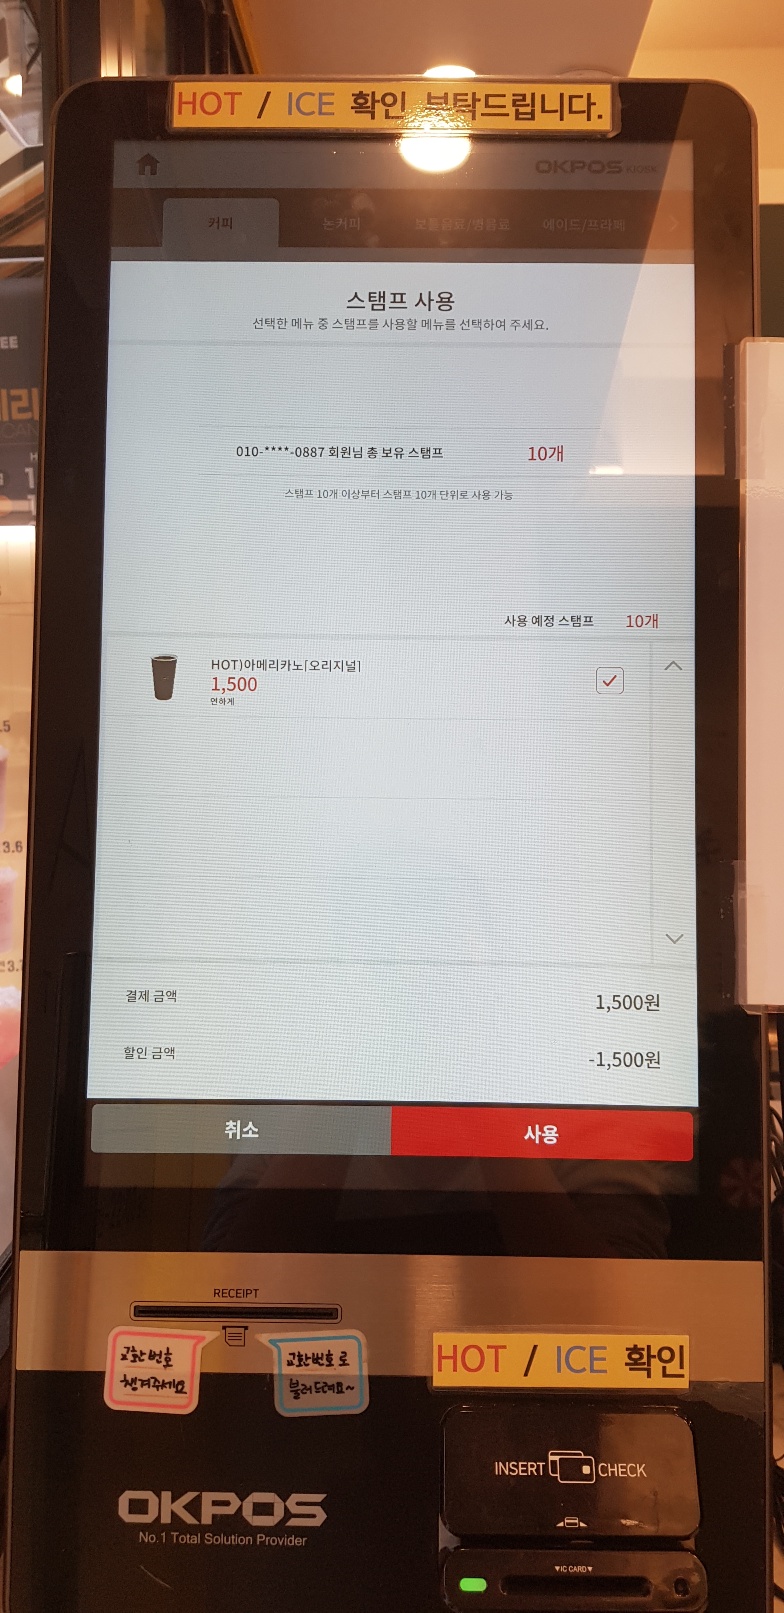 HOT / ICE 확인 부탁드립니다.
OKPOS KIOSK
커피 논커피 보틀음료/병음료 에이드/프라페
스탬프 사용
선택한 메뉴 중 스탬프를 사용할 메뉴를 선택하여 주세요.
EE
010-****-0887 회원님 총 보유 스탬프 10개
스탬프 10개 이상부터 스탬프 10개 단위로 사용 가능
사용 예정 스탬프 10개
HOT)아메리카노[오리지널]
1,500
연하게
3.6
결제 금액 1,500원
할인 금액 -1,500원
취소 사용
RECEIPT
교환번호
챙겨주세요
교환번호로
불러드려요~
HOT / ICE 확인
INSERT CHECK
OKPOS
No.1 Total Solution Provider
▼IC CARD▼